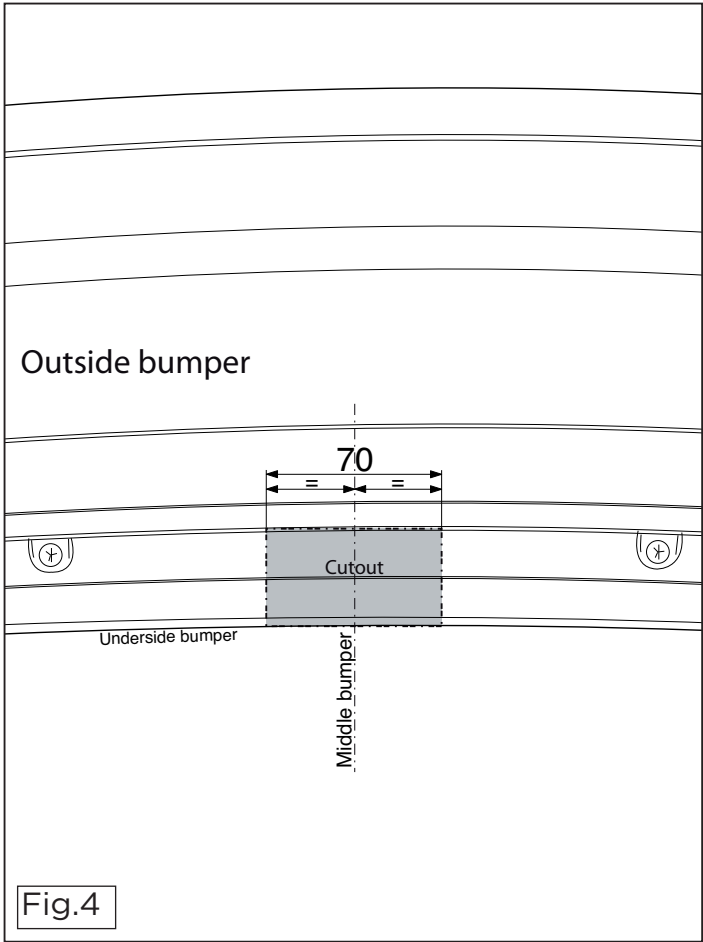 Outside bumper
70
= =
Cutout
Underside bumper
Middle bumper
Fig.4